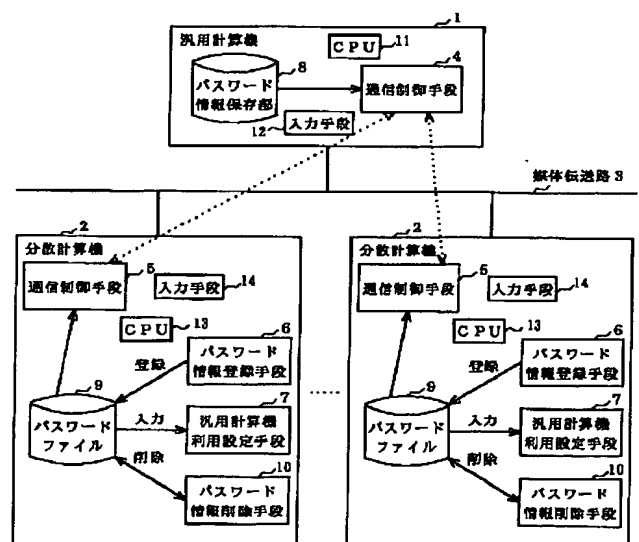 1
汎用計算機
CPU
11
8
4
パスワード
情報保存部
通信制御手段
12
入力手段
媒体伝送路3
2
分散計算機
5
通信制御手段
入力手段
14
CPU
13
6
登録
パスワード
情報登録手段
9
パスワード
ファイル
入力
7
汎用計算機
利用設定手段
削除
10
パスワード
情報削除手段
……
2
分散計算機
5
通信制御手段
入力手段
14
CPU
13
6
登録
パスワード
情報登録手段
9
パスワード
ファイル
入力
7
汎用計算機
利用設定手段
削除
10
パスワード
情報削除手段